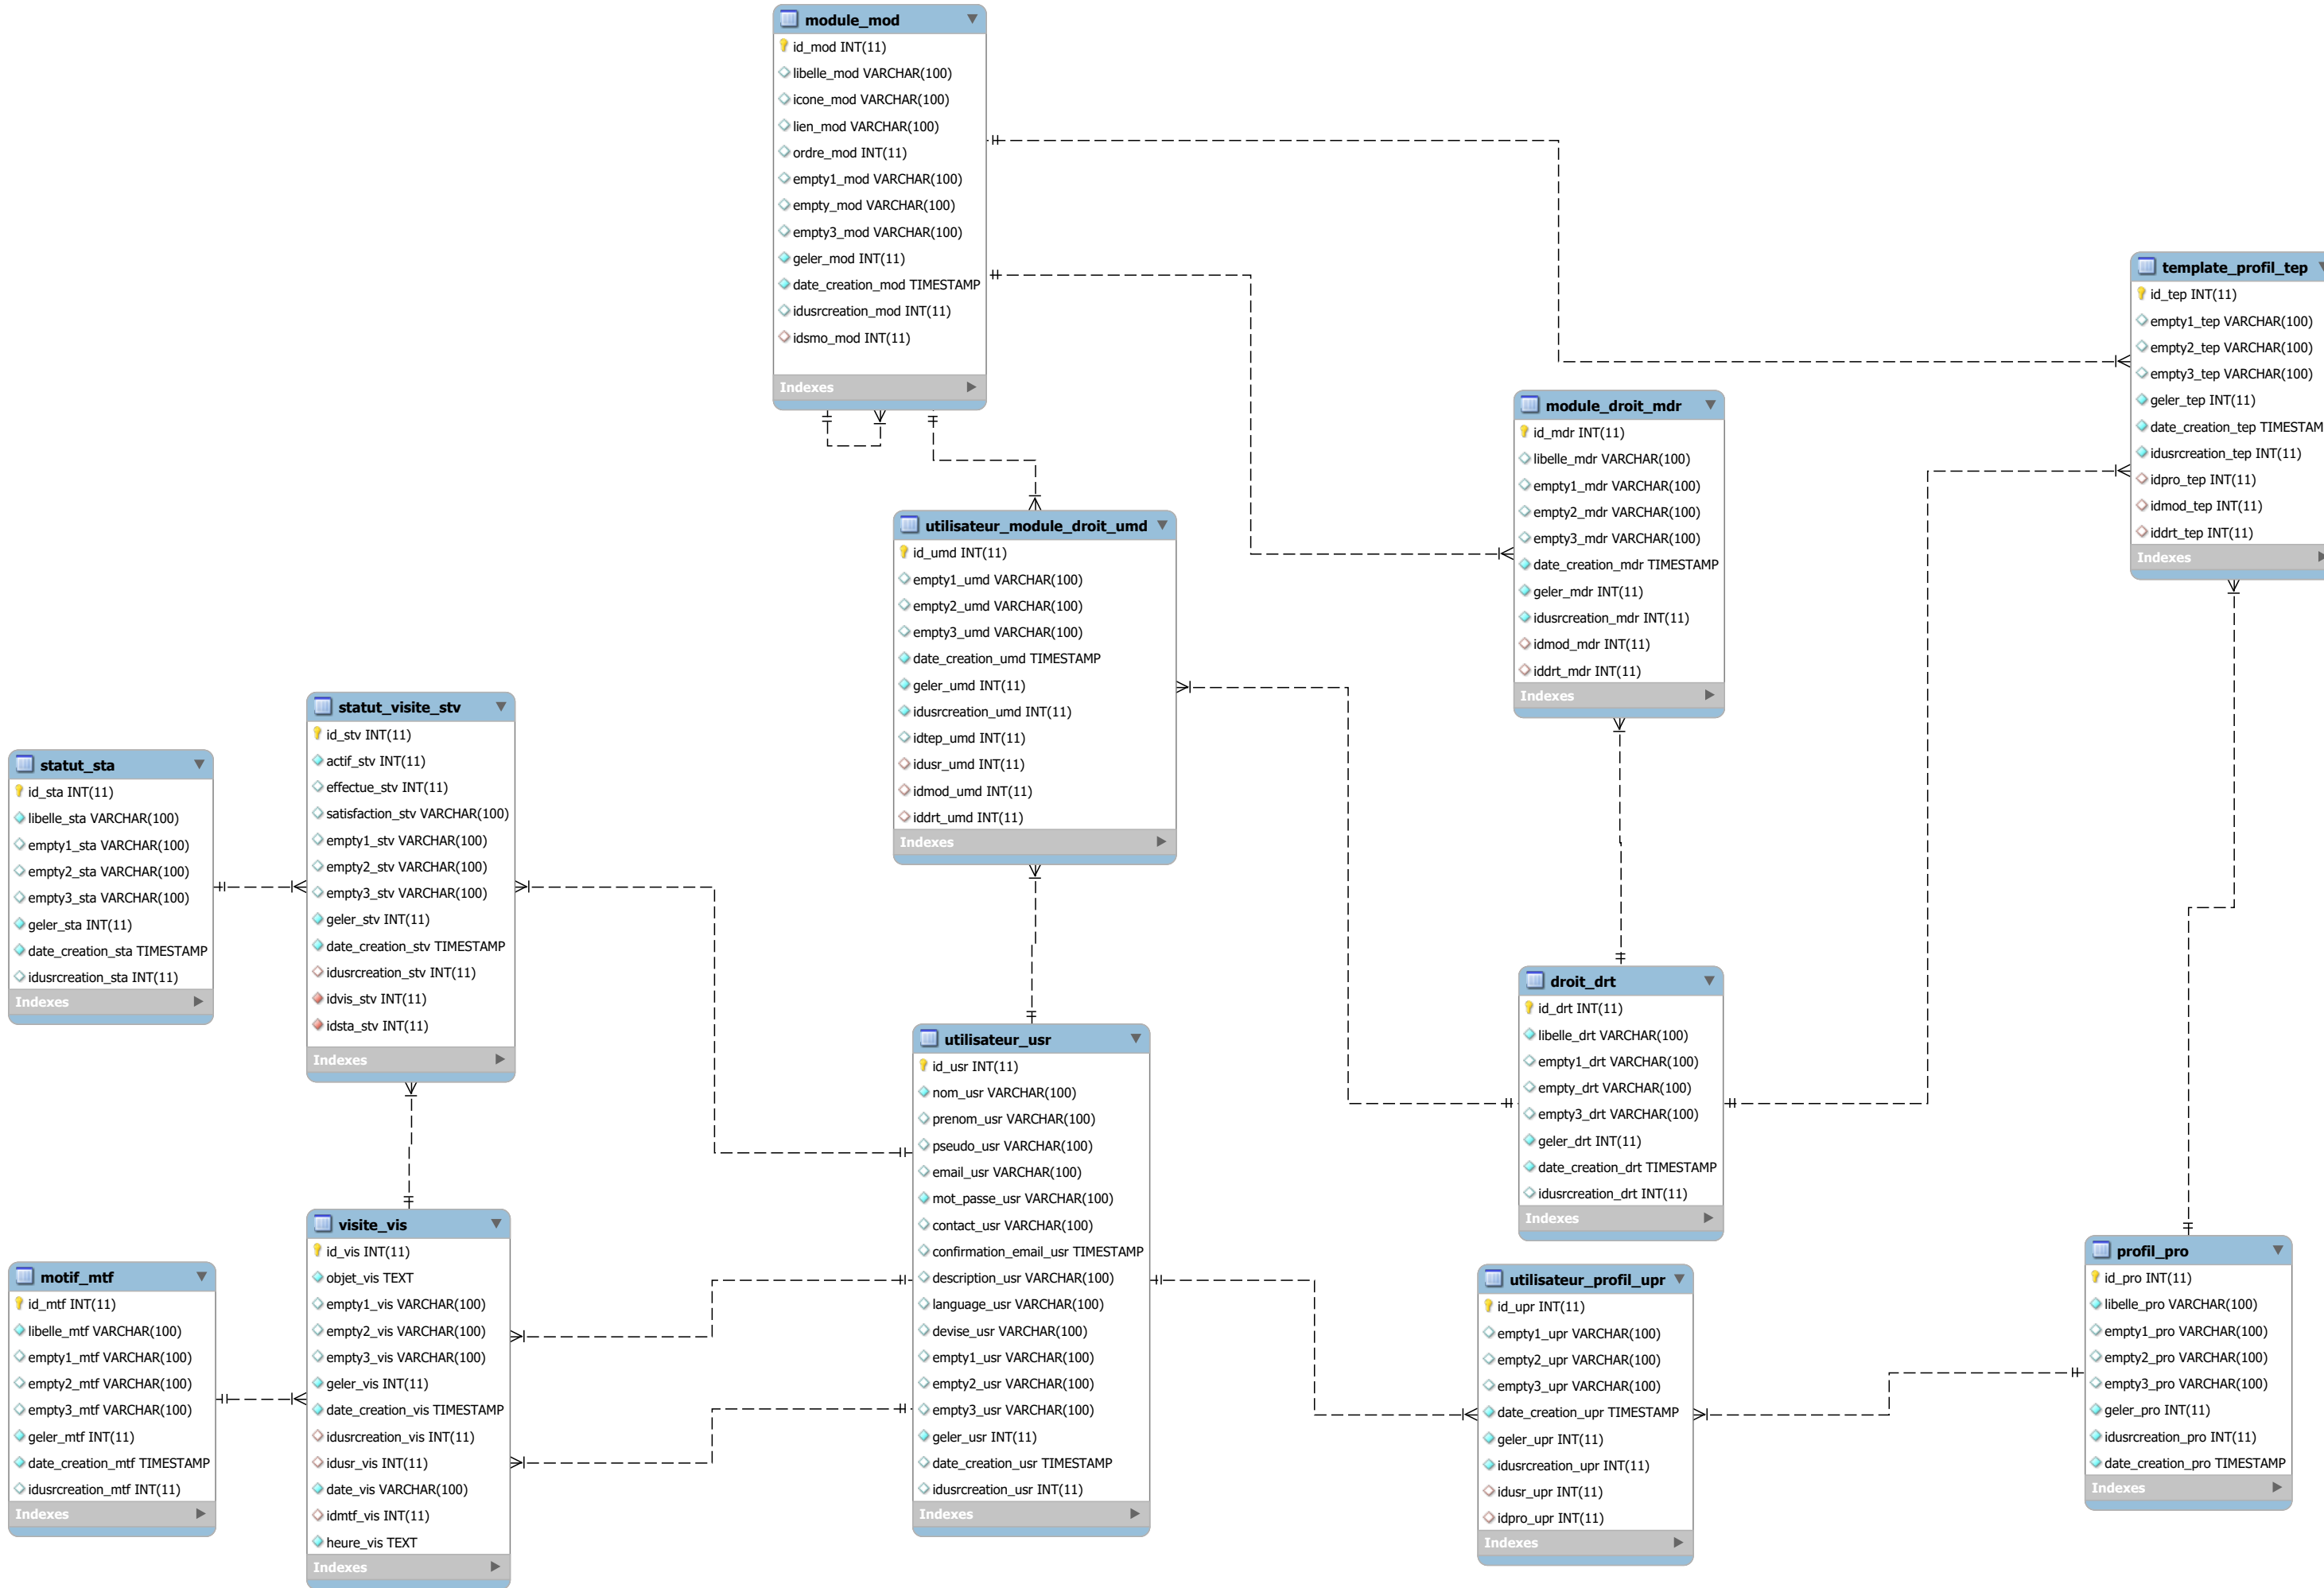 module_mod
id_mod INT(11)
libelle_mod VARCHAR(100)
icone_mod VARCHAR(100)
lien_mod VARCHAR(100)
ordre_mod INT(11)
empty1_mod VARCHAR(100)
empty_mod VARCHAR(100)
empty3_mod VARCHAR(100)
geler_mod INT(11)
date_creation_mod TIMESTAMP
idusrcreation_mod INT(11)
idsmo_mod INT(11)
Indexes
template_profil_tep
id_tep INT(11)
empty1_tep VARCHAR(100)
empty2_tep VARCHAR(100)
empty3_tep VARCHAR(100)
geler_tep INT(11)
date_creation_tep TIMESTAM
idusrcreation_tep INT(11)
idpro_tep INT(11)
idmod_tep INT(11)
iddrt_tep INT(11)
Indexes
module_droit_mdr
id_mdr INT(11)
libelle_mdr VARCHAR(100)
empty1_mdr VARCHAR(100)
empty2_mdr VARCHAR(100)
empty3_mdr VARCHAR(100)
date_creation_mdr TIMESTAMP
geler_mdr INT(11)
idusrcreation_mdr INT(11)
idmod_mdr INT(11)
iddrt_mdr INT(11)
Indexes
utilisateur_module_droit_umd
id_umd INT(11)
empty1_umd VARCHAR(100)
empty2_umd VARCHAR(100)
empty3_umd VARCHAR(100)
date_creation_umd TIMESTAMP
geler_umd INT(11)
idusrcreation_umd INT(11)
idtep_umd INT(11)
idusr_umd INT(11)
idmod_umd INT(11)
iddrt_umd INT(11)
Indexes
statut_visite_stv
id_stv INT(11)
actif_stv INT(11)
effectue_stv INT(11)
satisfaction_stv VARCHAR(100)
empty1_stv VARCHAR(100)
empty2_stv VARCHAR(100)
empty3_stv VARCHAR(100)
geler_stv INT(11)
date_creation_stv TIMESTAMP
idusrcreation_stv INT(11)
idvis_stv INT(11)
idsta_stv INT(11)
Indexes
statut_sta
id_sta INT(11)
libelle_sta VARCHAR(100)
empty1_sta VARCHAR(100)
empty2_sta VARCHAR(100)
empty3_sta VARCHAR(100)
geler_sta INT(11)
date_creation_sta TIMESTAMP
idusrcreation_sta INT(11)
Indexes
droit_drt
id_drt INT(11)
libelle_drt VARCHAR(100)
empty1_drt VARCHAR(100)
empty_drt VARCHAR(100)
empty3_drt VARCHAR(100)
geler_drt INT(11)
date_creation_drt TIMESTAMP
idusrcreation_drt INT(11)
Indexes
utilisateur_usr
id_usr INT(11)
nom_usr VARCHAR(100)
prenom_usr VARCHAR(100)
pseudo_usr VARCHAR(100)
email_usr VARCHAR(100)
mot_passe_usr VARCHAR(100)
contact_usr VARCHAR(100)
confirmation_email_usr TIMESTAMP
description_usr VARCHAR(100)
language_usr VARCHAR(100)
devise_usr VARCHAR(100)
empty1_usr VARCHAR(100)
empty2_usr VARCHAR(100)
empty3_usr VARCHAR(100)
geler_usr INT(11)
date_creation_usr TIMESTAMP
idusrcreation_usr INT(11)
Indexes
visite_vis
id_vis INT(11)
objet_vis TEXT
empty1_vis VARCHAR(100)
empty2_vis VARCHAR(100)
empty3_vis VARCHAR(100)
geler_vis INT(11)
date_creation_vis TIMESTAMP
idusrcreation_vis INT(11)
idusr_vis INT(11)
date_vis VARCHAR(100)
idmtf_vis INT(11)
heure_vis TEXT
Indexes
motif_mtf
id_mtf INT(11)
libelle_mtf VARCHAR(100)
empty1_mtf VARCHAR(100)
empty2_mtf VARCHAR(100)
empty3_mtf VARCHAR(100)
geler_mtf INT(11)
date_creation_mtf TIMESTAMP
idusrcreation_mtf INT(11)
Indexes
utilisateur_profil_upr
id_upr INT(11)
empty1_upr VARCHAR(100)
empty2_upr VARCHAR(100)
empty3_upr VARCHAR(100)
date_creation_upr TIMESTAMP
geler_upr INT(11)
idusrcreation_upr INT(11)
idusr_upr INT(11)
idpro_upr INT(11)
Indexes
profil_pro
id_pro INT(11)
libelle_pro VARCHAR(100)
empty1_pro VARCHAR(100)
empty2_pro VARCHAR(100)
empty3_pro VARCHAR(100)
geler_pro INT(11)
idusrcreation_pro INT(11)
date_creation_pro TIMESTAMP
Indexes